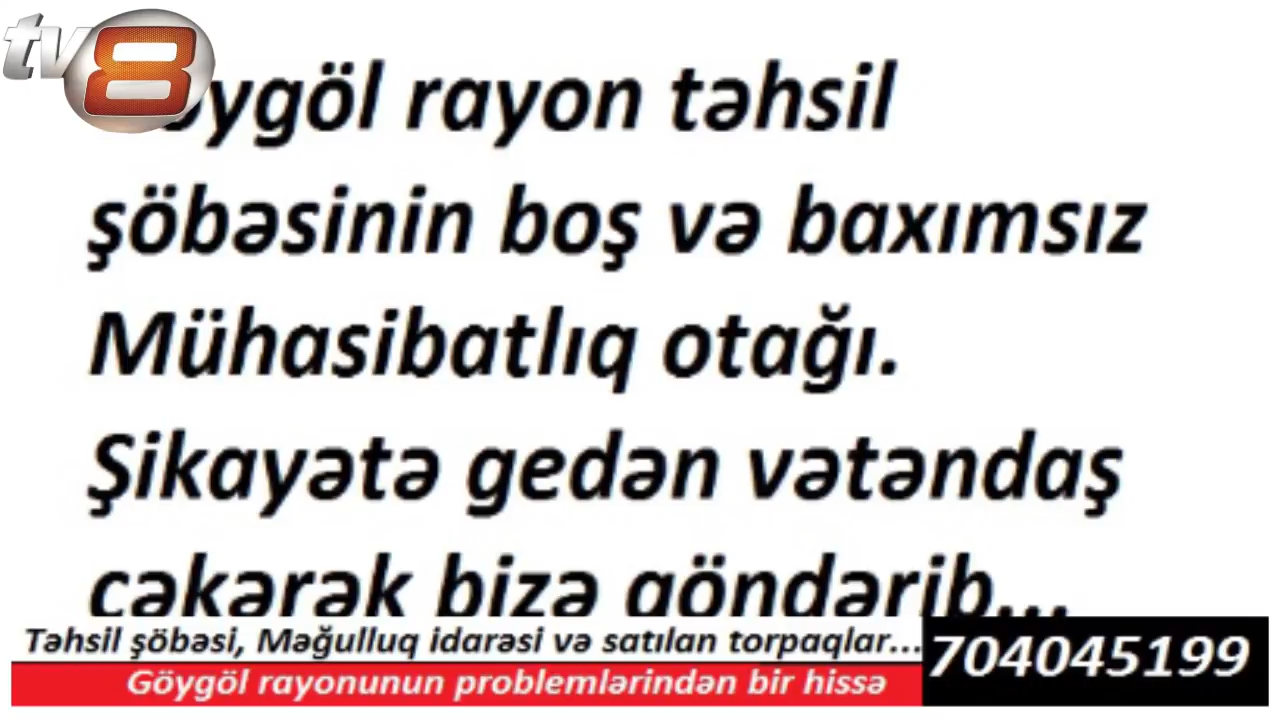 tv8
Göygöl rayon təhsil
şöbəsinin boş və baxımsız
Mühasibatlıq otağı.
Şikayətə gedən vətəndaş
çəkərək bizə göndərib...
Təhsil şöbəsi, Məğulluq idarəsi və satılan torpaqlar...
704045199
Göygöl rayonunun problemlərindən bir hissə